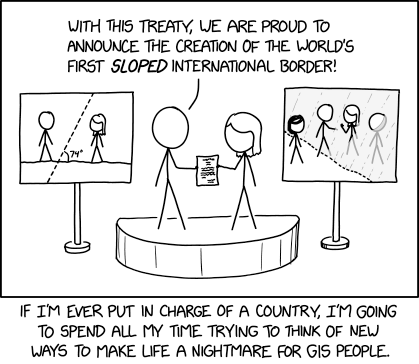 WITH THIS TREATY, WE ARE PROUD TO
ANNOUNCE THE CREATION OF THE WORLD'S
FIRST SLOPED INTERNATIONAL BORDER!
74°
IF I'M EVER PUT IN CHARGE OF A COUNTRY, I'M GOING
TO SPEND ALL MY TIME TRYING TO THINK OF NEW
WAYS TO MAKE LIFE A NIGHTMARE FOR GIS PEOPLE.